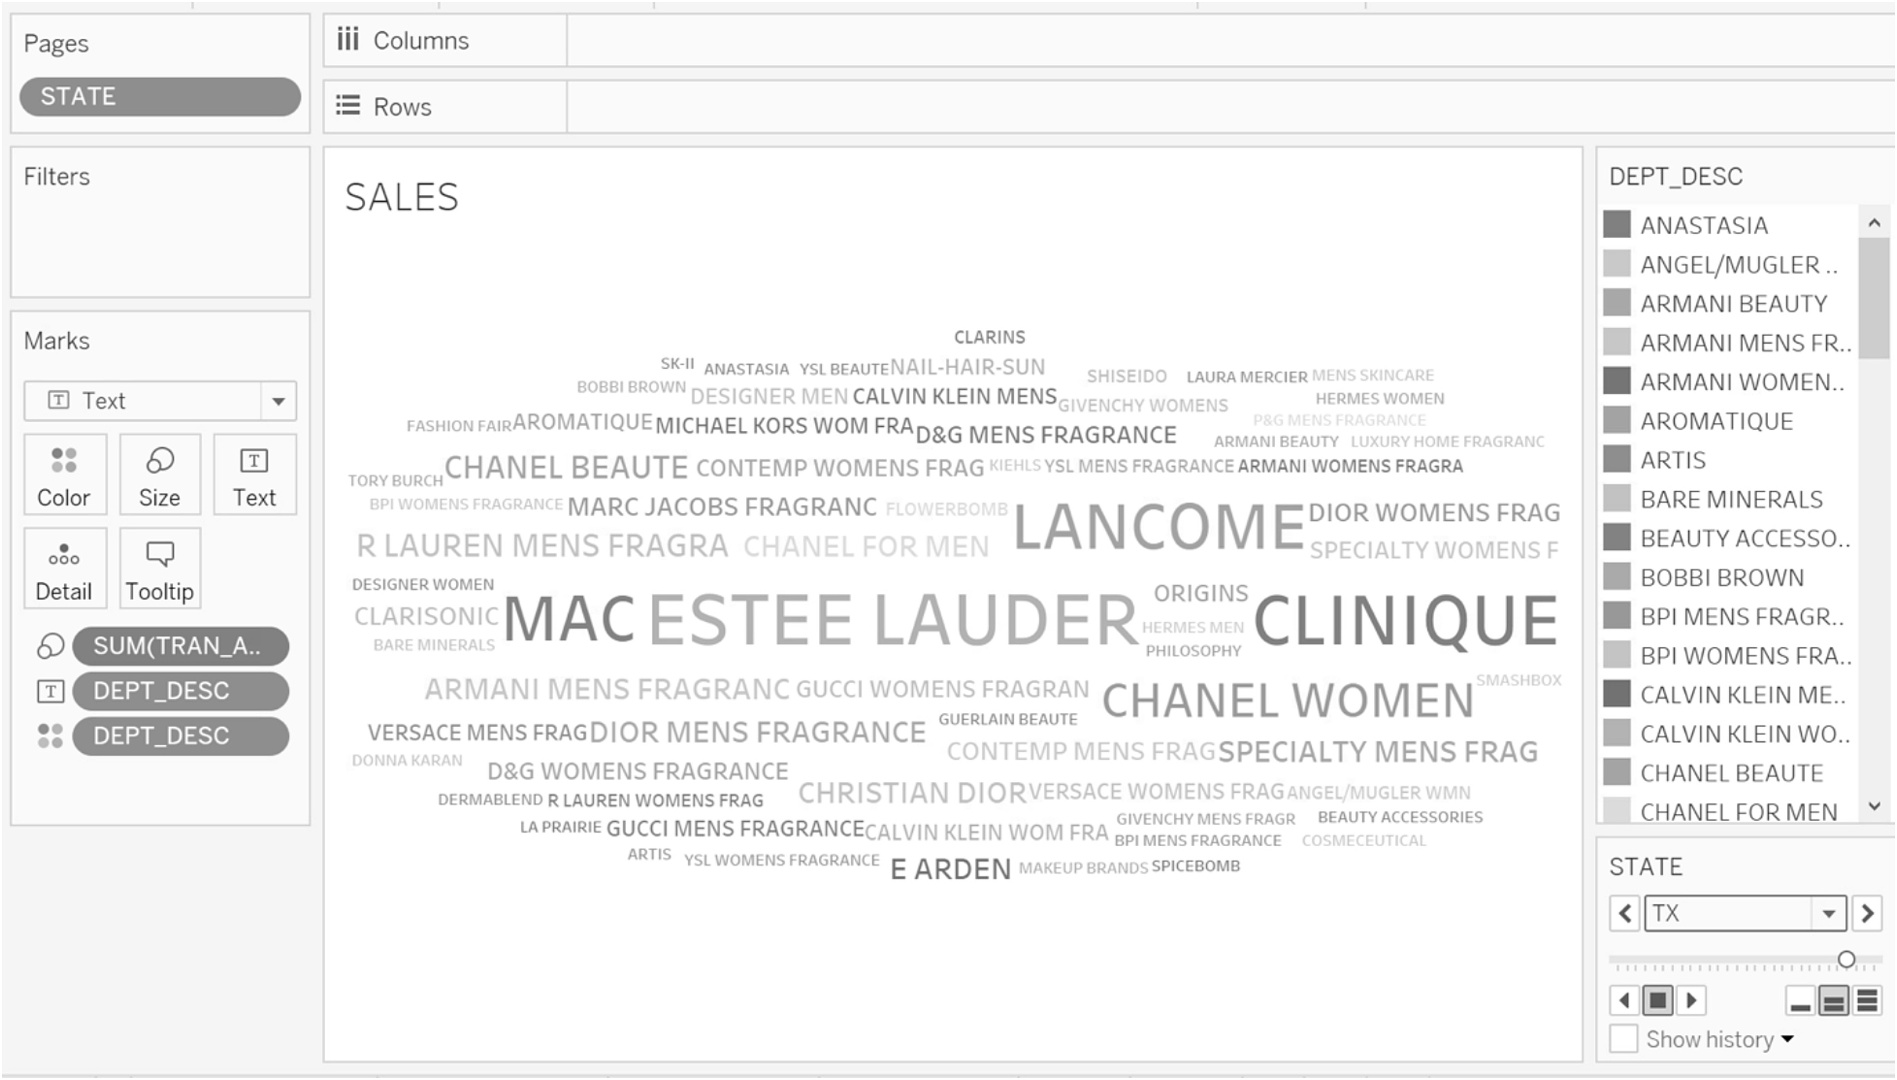 Pages
STATE
Filters
Marks
Text
Color Size Text
Detail Tooltip
SUM(TRAN_A..
DEPT_DESC
DEPT_DESC
Columns
Rows
SALES
CLARINS
SK-II ANASTASIA YSL BEAUTE NAIL-HAIR-SUN SHISEIDO LAURA MERCIER MENS SKINCARE
BOBBI BROWN DESIGNER MEN CALVIN KLEIN MENS GIVENCHY WOMENS HERMES WOMEN
FASHION FAIR AROMATIQUE MICHAEL KORS WOM FRA D&G MENS FRAGRANCE P&G MENS FRAGRANCE
ARMANI BEAUTY LUXURY HOME FRAGRANC
TORY BURCH CHANEL BEAUTE CONTEMP WOMENS FRAG KIEHLS YSL MENS FRAGRANCE ARMANI WOMENS FRAGRA
BPI WOMENS FRAGRANCE MARC JACOBS FRAGRANC FLOWERBOMB LANCOME DIOR WOMENS FRAG
R LAUREN MENS FRAGRA CHANEL FOR MEN SPECIALTY WOMENS F
DESIGNER WOMEN ORIGINS
CLARISONIC MAC ESTEE LAUDER HERMES MEN CLINIQUE
BARE MINERALS PHILOSOPHY
ARMANI MENS FRAGRANC GUCCI WOMENS FRAGRAN CHANEL WOMEN SMASHBOX
VERSACE MENS FRAG DIOR MENS FRAGRANCE GUERLAIN BEAUTE
DONNA KARAN CONTEMP MENS FRAG SPECIALTY MENS FRAG
D&G WOMENS FRAGRANCE
DERMABLEND R LAUREN WOMENS FRAG CHRISTIAN DIOR VERSACE WOMENS FRAG ANGEL/MUGLER WMN
LA PRAIRIE GUCCI MENS FRAGRANCE CALVIN KLEIN WOM FRA GIVENCHY MENS FRAGR BEAUTY ACCESSORIES
BPI MENS FRAGRANCE COSMECEUTICAL
ARTIS YSL WOMENS FRAGRANCE E ARDEN MAKEUP BRANDS SPICEBOMB
DEPT_DESC
ANASTASIA
ANGEL/MUGLER ..
ARMANI BEAUTY
ARMANI MENS FR..
ARMANI WOMEN..
AROMATIQUE
ARTIS
BARE MINERALS
BEAUTY ACCESSO..
BOBBI BROWN
BPI MENS FRAGR..
BPI WOMENS FRA..
CALVIN KLEIN ME..
CALVIN KLEIN WO..
CHANEL BEAUTE
CHANEL FOR MEN
STATE
TX
Show history